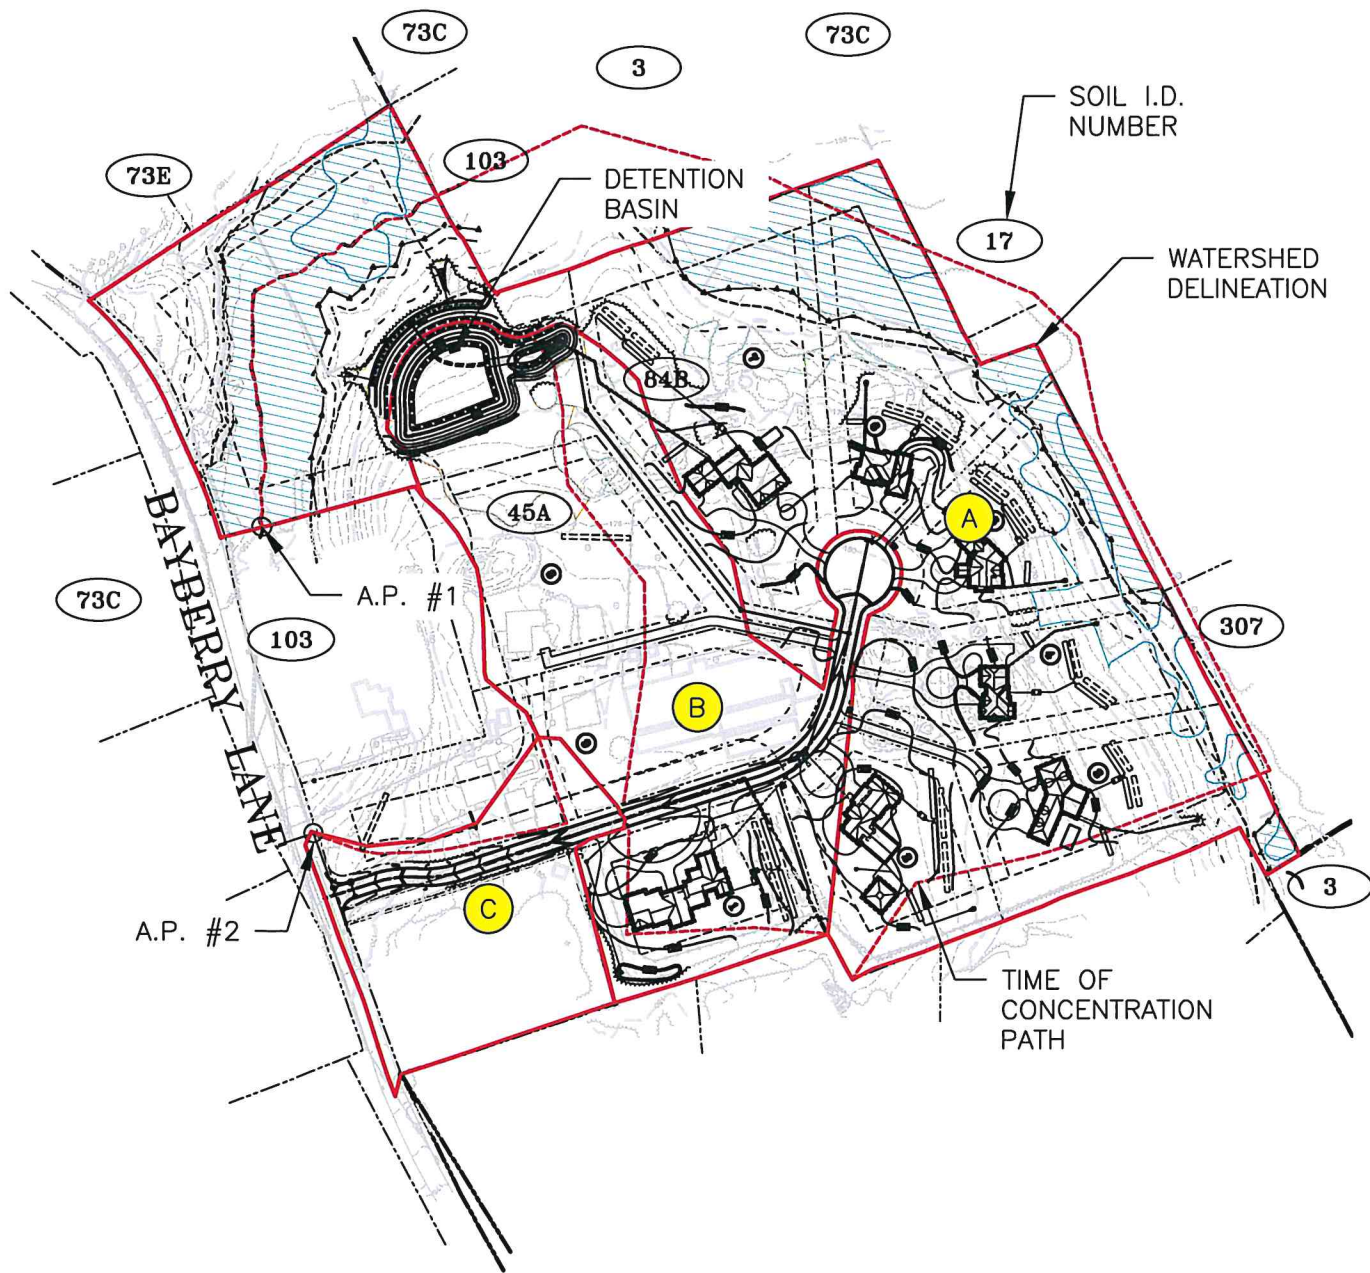 73C
73C
3
SOIL I.D.
NUMBER
103
73E
DETENTION
BASIN
17
WATERSHED
DELINEATION
84B
45A
A
A.P. #1
73C
103
307
BAYBERRY LANE
B
C
3
A.P. #2
TIME OF
CONCENTRATION
PATH